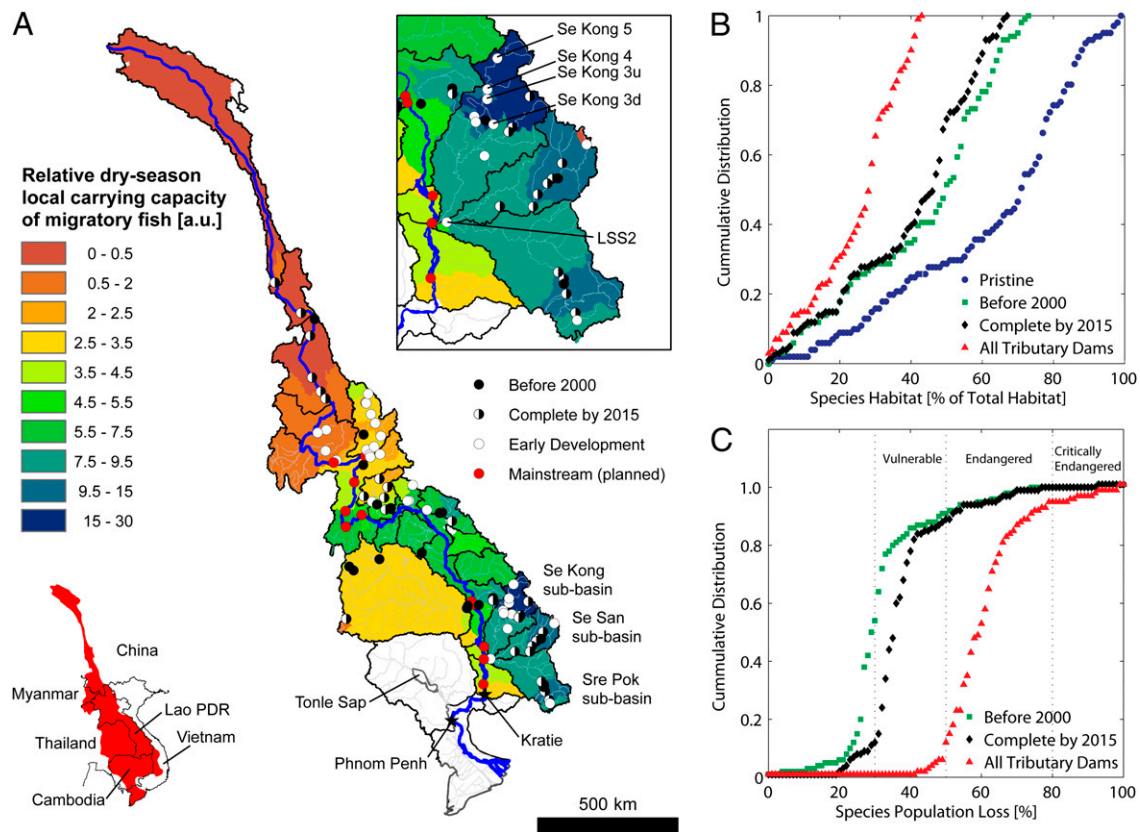 A
Relative dry-season
local carrying capacity
of migratory fish [a.u.]
0 - 0.5
0.5 - 2
2 - 2.5
2.5 - 3.5
3.5 - 4.5
4.5 - 5.5
5.5 - 7.5
7.5 - 9.5
9.5 - 15
15 - 30
Se Kong 5
Se Kong 4
Se Kong 3u
Se Kong 3d
LSS2
Before 2000
Complete by 2015
Early Development
Mainstream (planned)
Se Kong
sub-basin
Se San
sub-basin
Sre Pok
sub-basin
Tonle Sap
Kratie
Phnom Penh
500 km
China
Myanmar
Lao PDR
Thailand
Vietnam
Cambodia
B
Cummulative Distribution
1
0.8
0.6
0.4
0.2
0
0
20
40
60
80
100
Species Habitat [% of Total Habitat]
Pristine
Before 2000
Complete by 2015
All Tributary Dams
C
Cummulative Distribution
1.0
0.8
0.6
0.4
0.2
0
0
20
40
60
80
100
Species Population Loss [%]
Vulnerable
Endangered
Critically
Endangered
Before 2000
Complete by 2015
All Tributary Dams